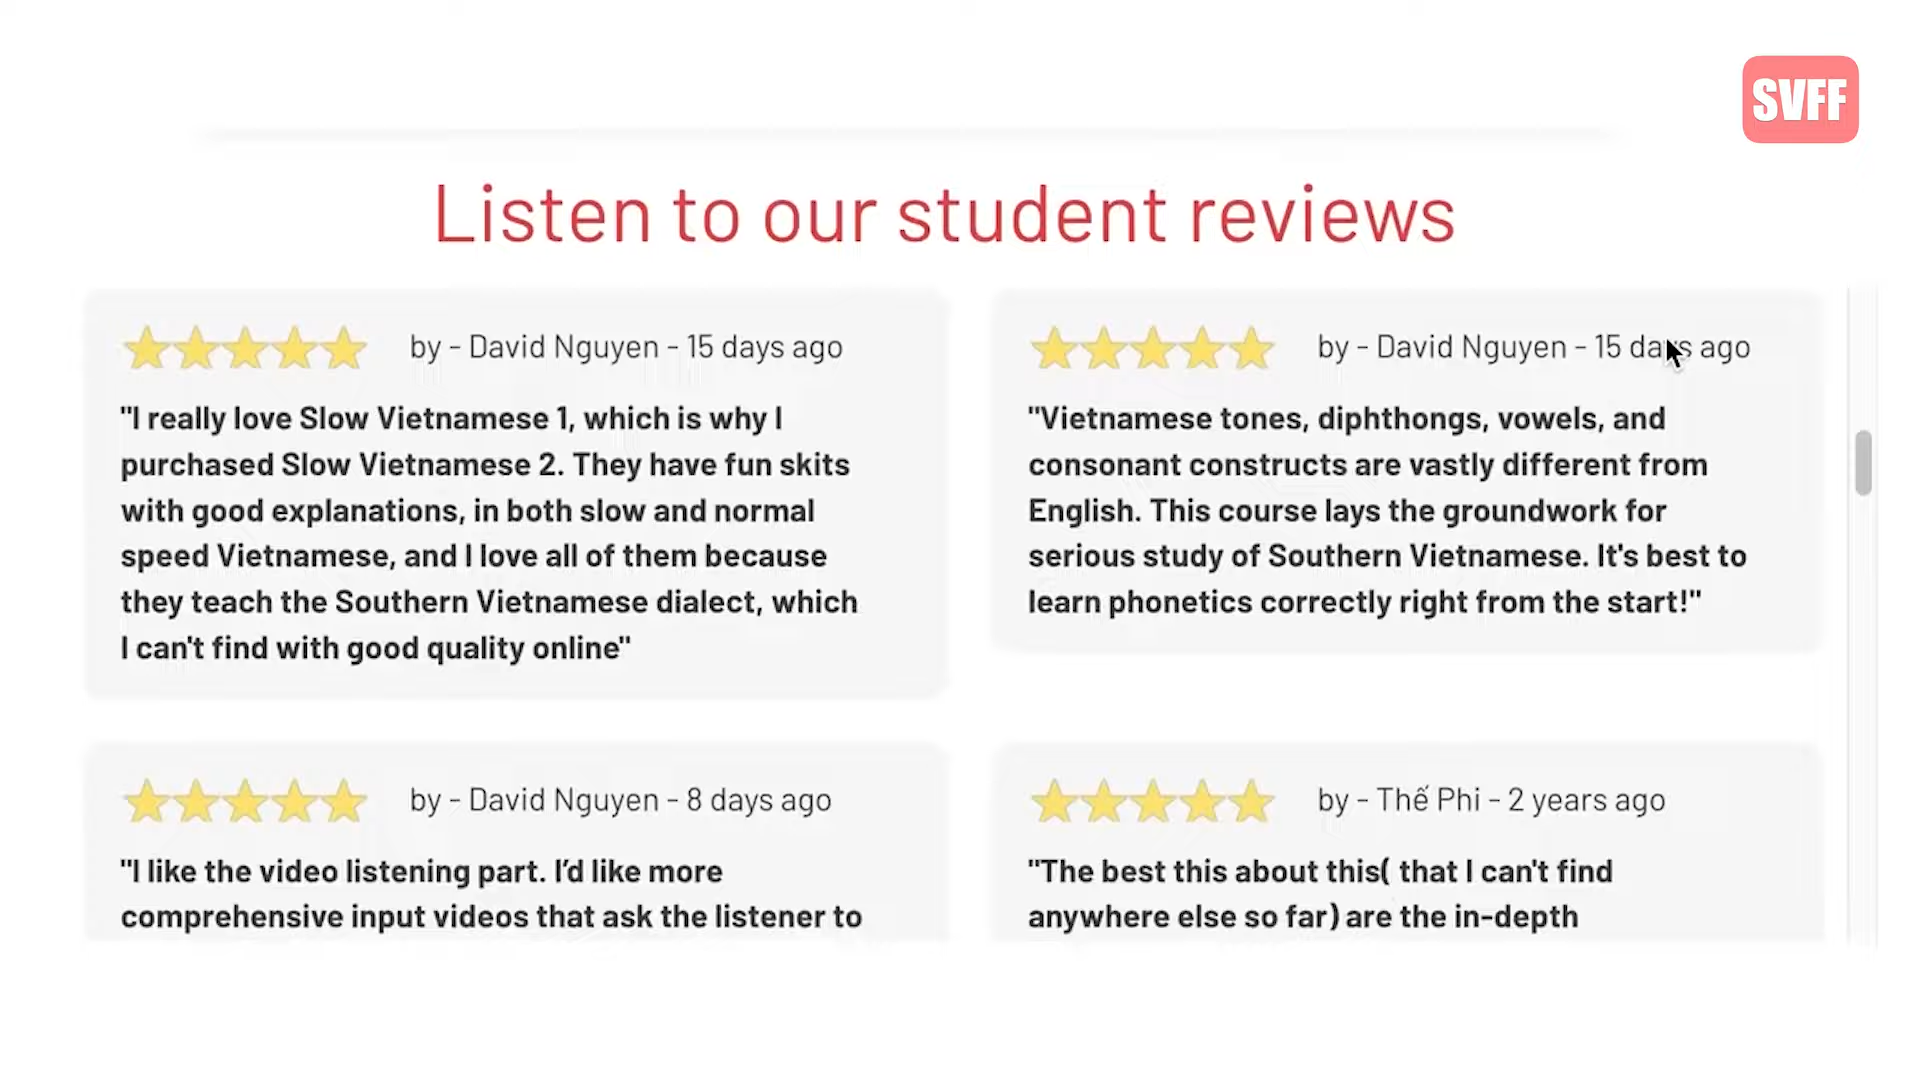 SVFF
Listen to our student reviews
by - David Nguyen - 15 days ago
"I really love Slow Vietnamese 1, which is why I
purchased Slow Vietnamese 2. They have fun skits
with good explanations, in both slow and normal
speed Vietnamese, and I love all of them because
they teach the Southern Vietnamese dialect, which
I can't find with good quality online"
by - David Nguyen - 15 days ago
"Vietnamese tones, diphthongs, vowels, and
consonant constructs are vastly different from
English. This course lays the groundwork for
serious study of Southern Vietnamese. It's best to
learn phonetics correctly right from the start!"
by - David Nguyen - 8 days ago
"I like the video listening part. I’d like more
comprehensive input videos that ask the listener to
by - Thế Phi - 2 years ago
"The best this about this( that I can't find
anywhere else so far) are the in-depth